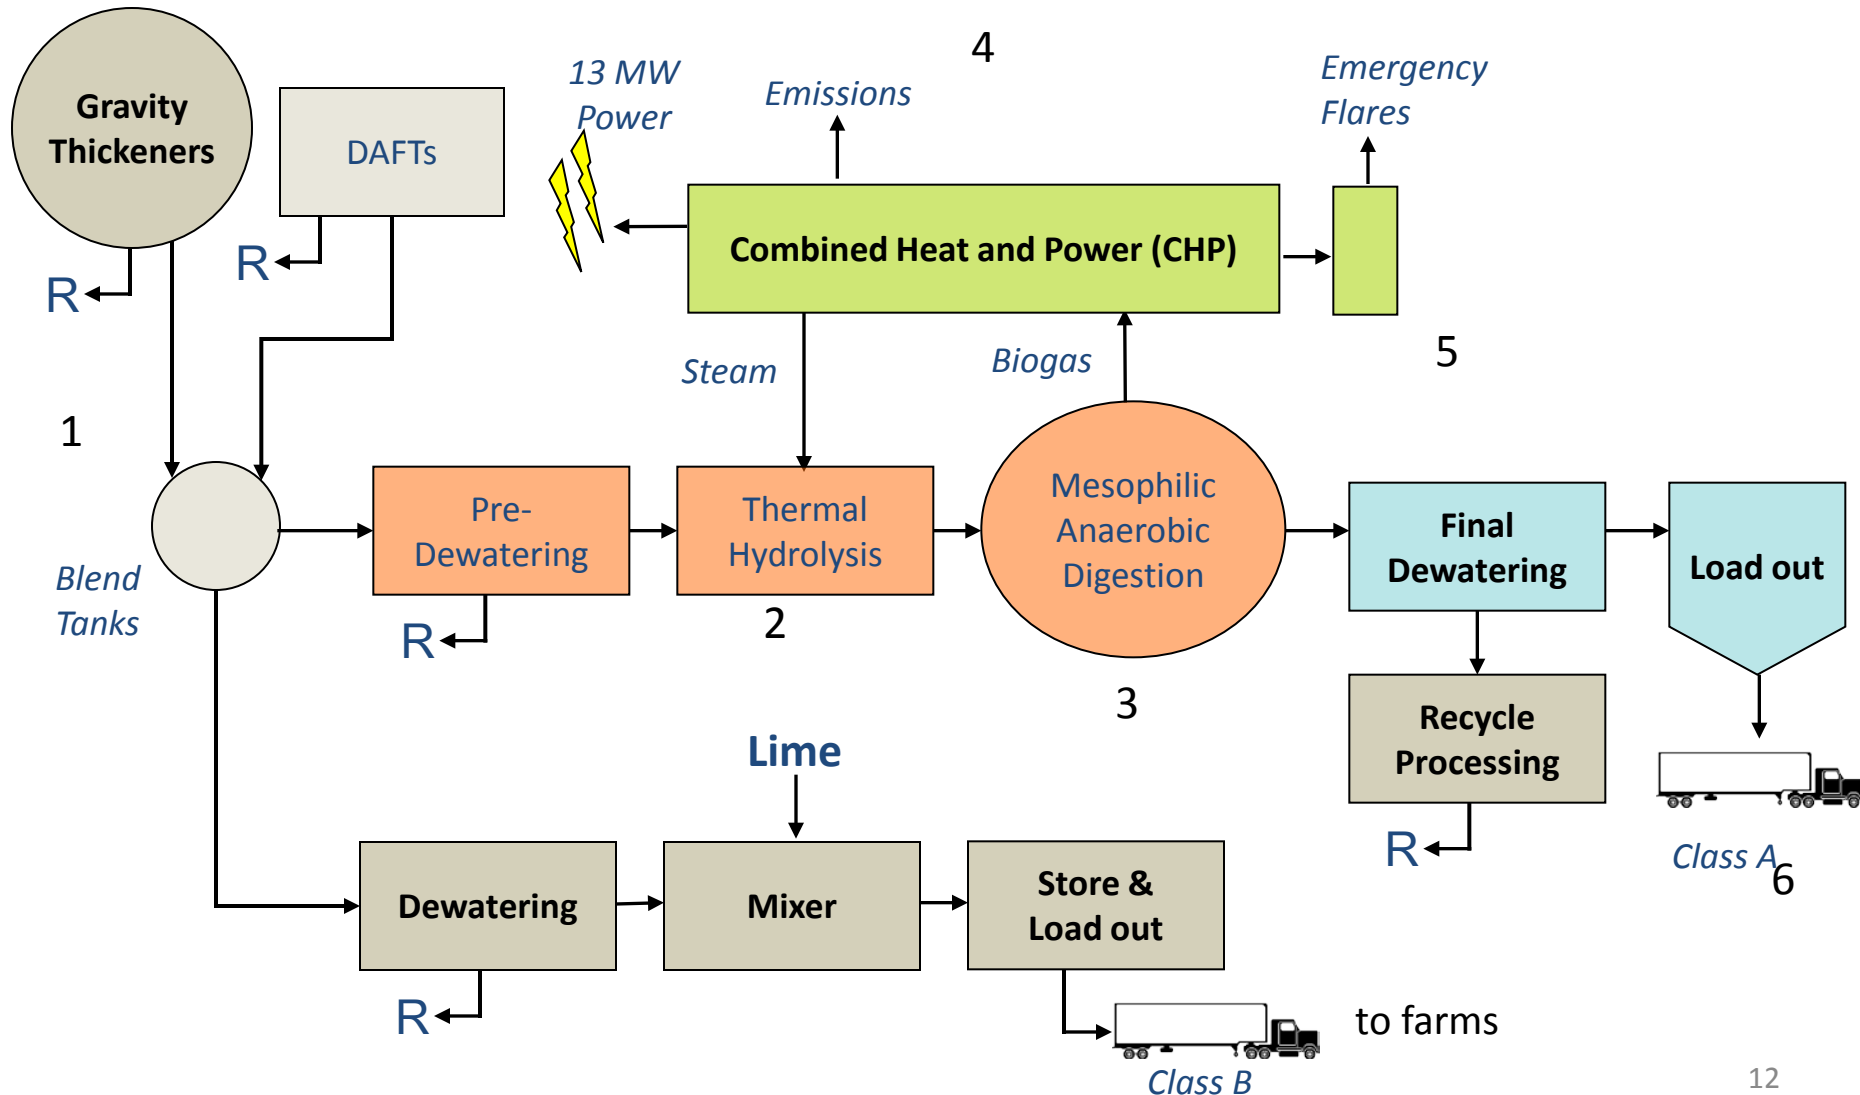 4
13 MW
Power
Emissions
Emergency
Flares
Gravity
Thickeners
DAFTs
R
R
Combined Heat and Power (CHP)
5
Steam
Biogas
1
Blend
Tanks
Pre-
Dewatering
R
Thermal
Hydrolysis
2
Mesophilic
Anaerobic
Digestion
3
Final
Dewatering
Load out
Recycle
Processing
R
Class A
6
Lime
Dewatering
R
Mixer
Store &
Load out
to farms
Class B
12